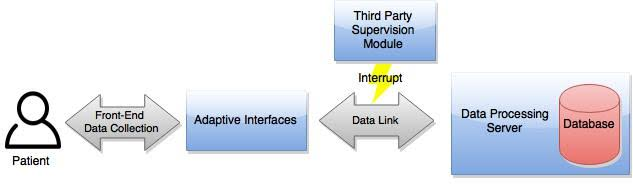 Third Party
Supervision
Module
Interrupt
Patient
Front-End
Data Collection
Adaptive Interfaces
Data Link
Data Processing
Server
Database